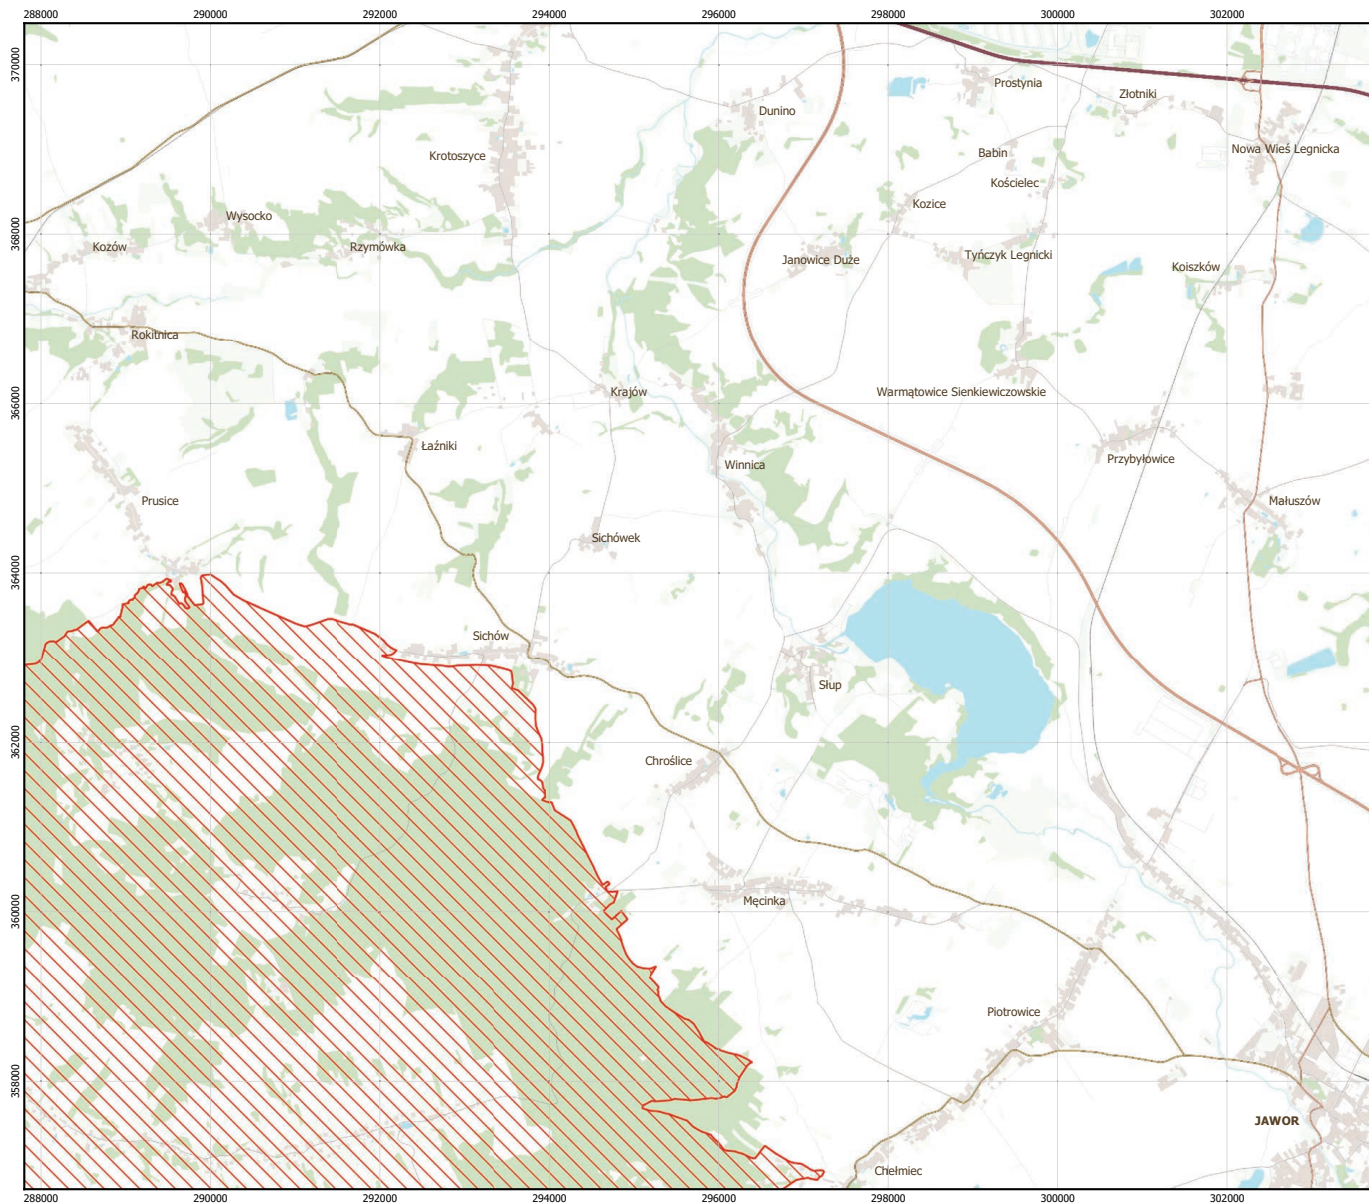 288000 290000 292000 294000 296000 298000 300000 302000
370000
Prostynia
Złotniki
Dunino
Nowa Wieś Legnicka
Babin
Krotoszyce
Kościelec
Kozice
Wysocko
368000
Kozów
Rzymówka
Tyńczyk Legnicki
Janowice Duże
Koiszków
Rokitnica
Krajów
Warmątowice Sienkiewiczowskie
366000
Łaźniki
Przybyłowice
Winnica
Prusice
Małuszów
Sichówek
364000
Sichów
Słup
362000
Chroślice
Męcinka
360000
Piotrowice
358000
JAWOR
Chełmiec
288000 290000 292000 294000 296000 298000 300000 302000